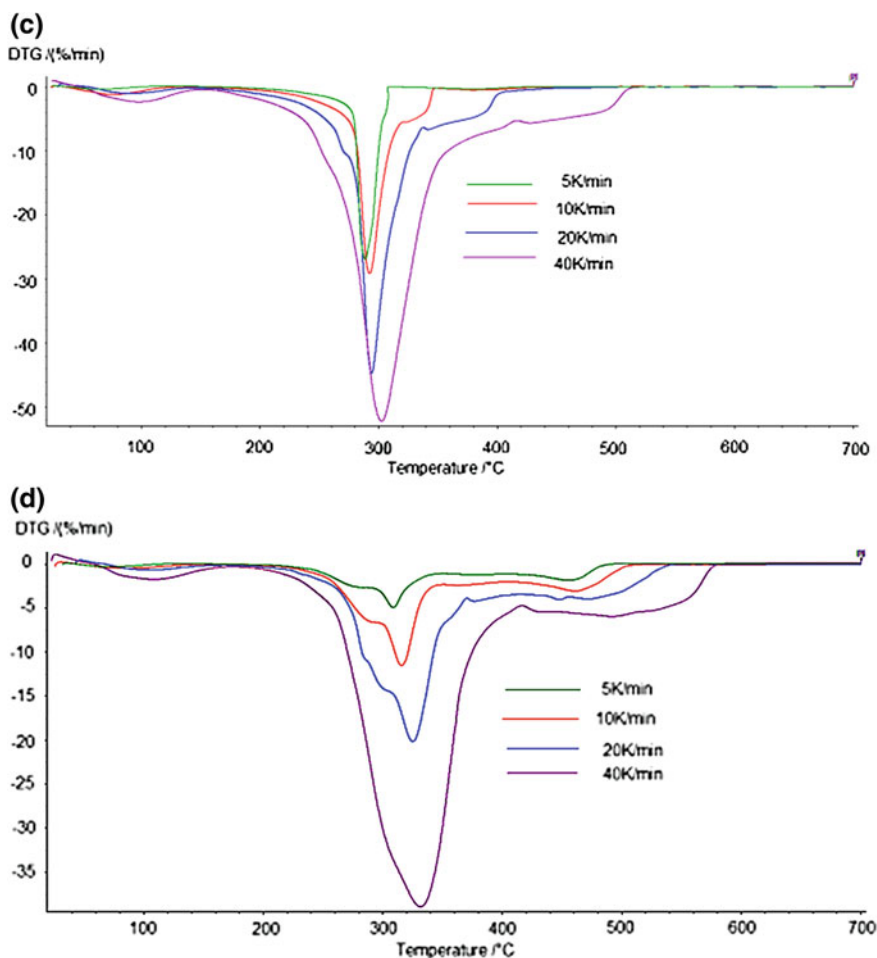 (c)
DTG /(%/min)
0
-10
-20
-30
-40
-50
5K/min
10K/min
20K/min
40K/min
100 200 300 400 500 600 700
Temperature /°C
(d)
DTG /(%/min)
0
-5
-10
-15
-20
-25
-30
-35
5K/min
10K/min
20K/min
40K/min
100 200 300 400 500 600 700
Temperature /°C